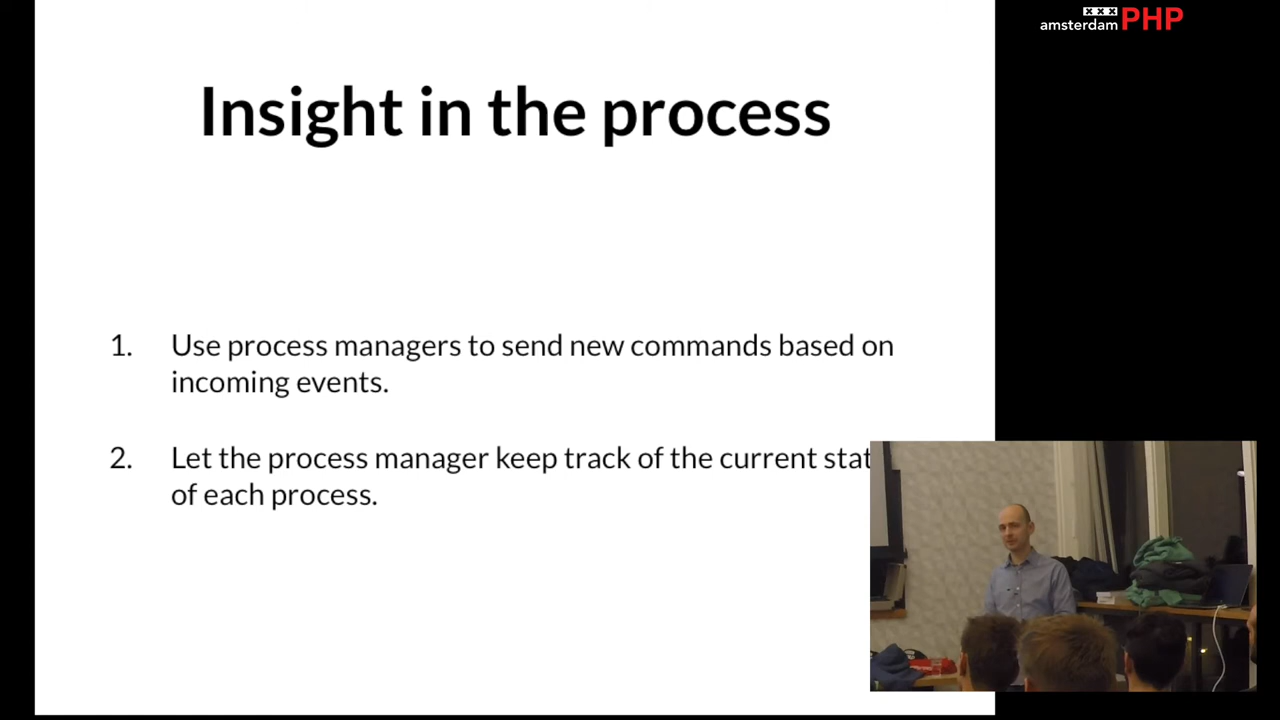 amsterdam PHP
Insight in the process
1. Use process managers to send new commands based on
incoming events.
2. Let the process manager keep track of the current stat
of each process.